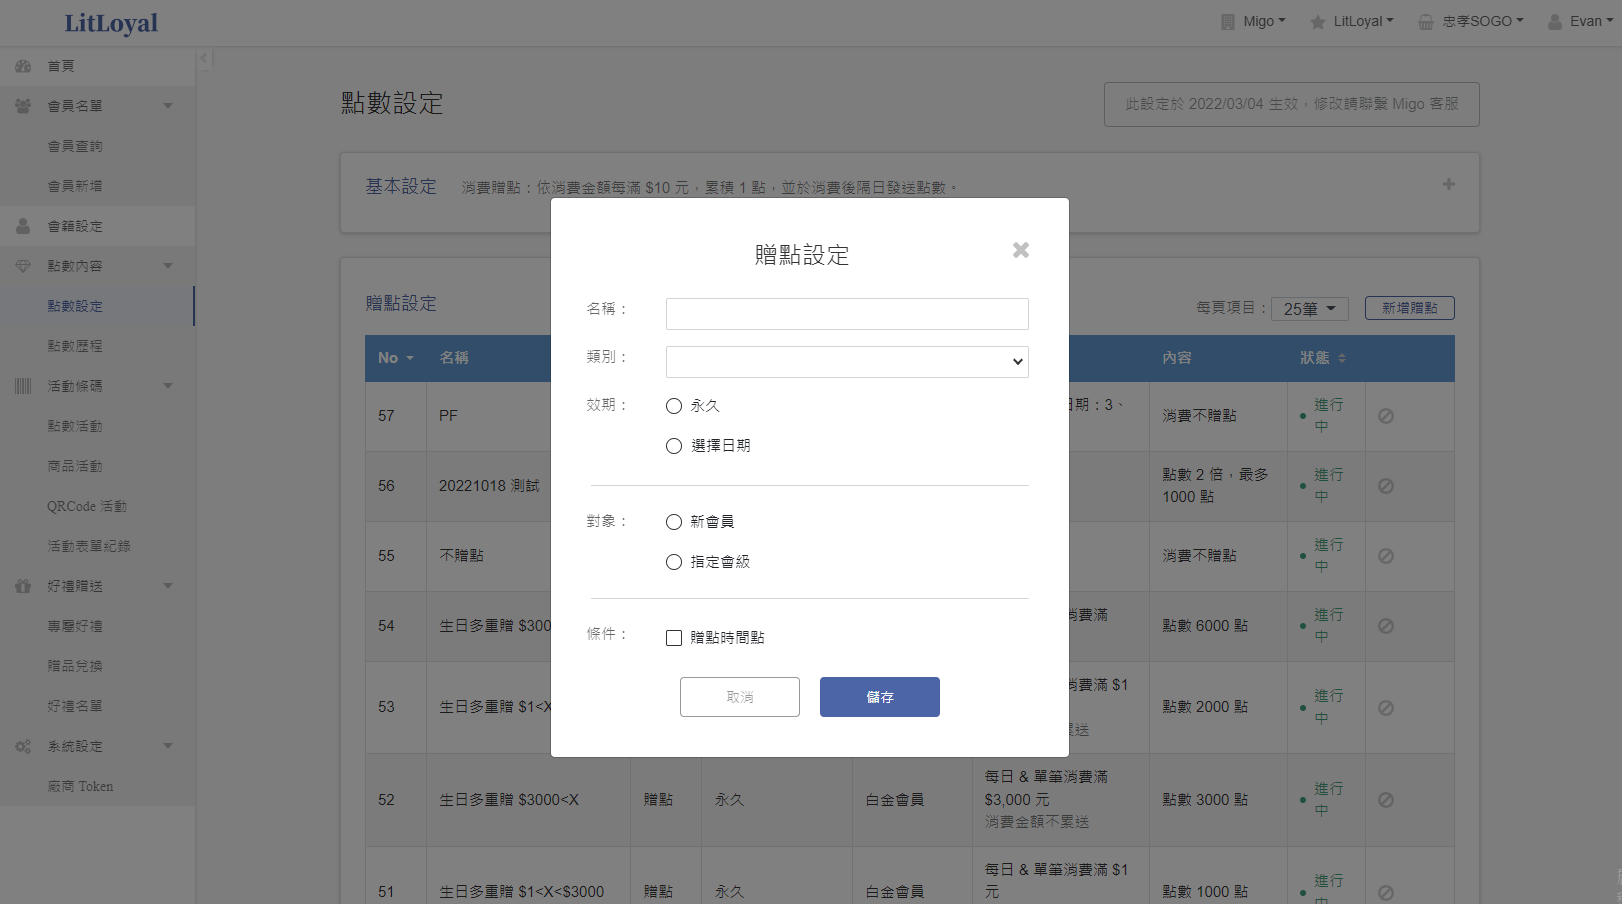 LitLoyal
Migo
LitLoyal
忠孝SOGO
Evan
首頁
會員名單
會員查詢
會員新增
會籍設定
點數內容
點數設定
點數歷程
活動條碼
點數活動
商品活動
QRCode 活動
活動表單紀錄
好禮贈送
專屬好禮
贈品兌換
好禮名單
系統設定
廠商 Token
點數設定
此設定於 2022/03/04 生效，修改請聯繫 Migo 客服
基本設定 消費贈點：依消費金額每滿 $10 元，累積 1 點，並於消費後隔日發送點數。
贈點設定
每頁項目：
25筆
新增贈點
No 名稱 內容 狀態
57 PF 日期：3、 消費不贈點 進行中
56 20221018 測試 點數 2 倍，最多 1000 點 進行中
55 不贈點 消費不贈點 進行中
54 生日多重贈 $300 消費滿 點數 6000 點 進行中
53 生日多重贈 $1<X 消費滿 $1 累送 點數 2000 點 進行中
52 生日多重贈 $3000<X 贈點 永久 白金會員 每日 & 單筆消費滿 $3,000 元 消費金額不累送 點數 3000 點 進行中
51 生日多重贈 $1<X<$3000 贈點 永久 白金會員 每日 & 單筆消費滿 $1 元 點數 1000 點 進行中
贈點設定
名稱：
類別：
效期：
永久
選擇日期
對象：
新會員
指定會級
條件：
贈點時間點
取消
儲存